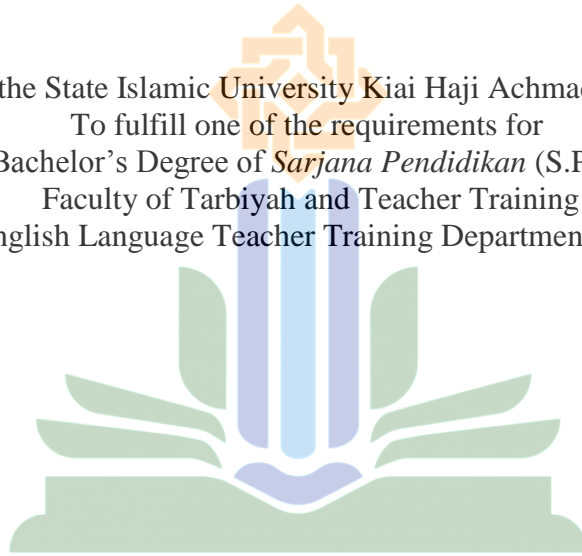 the State Islamic University Kiai Haji Achmad
To fulfill one of the requirements for
Bachelor's Degree of Sarjana Pendidikan (S.P
Faculty of Tarbiyah and Teacher Training
nglish Language Teacher Training Departmen